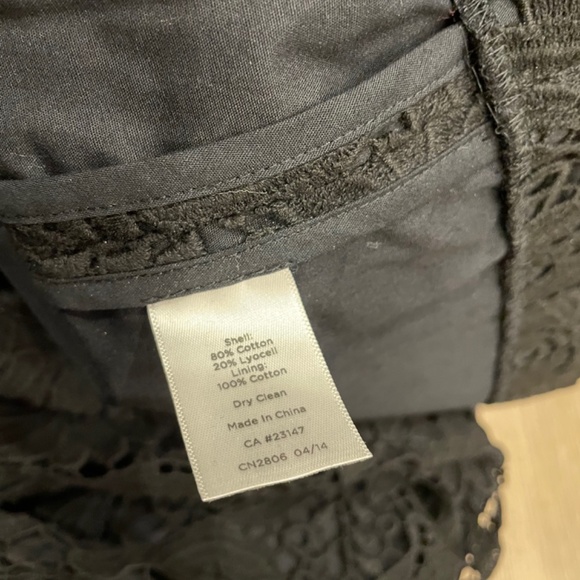 Shell:
80% Cotton
20% Lyocell
Lining:
100% Cotton
Dry Clean
Made In China
CA #23147
CN2806 04/14